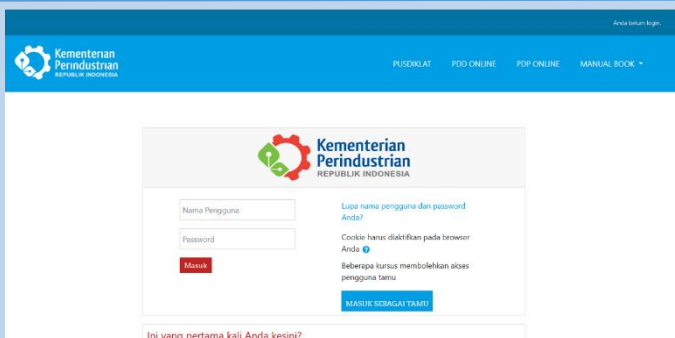 Anda belum login.
Kementerian
Perindustrian
REPUBLIK INDONESIA
PUSDIKLAT PDD ONLINE PDP ONLINE MANUAL BOOK
Kementerian
Perindustrian
REPUBLIK INDONESIA
Nama Pengguna
Password
Masuk
Lupa nama pengguna dan password
Anda?
Cookie harus diaktifkan pada browser
Anda
Beberapa kursus membolehkan akses
pengguna tamu
MASUK SEBAGAI TAMU
Ini yang pertama kali Anda kesini?